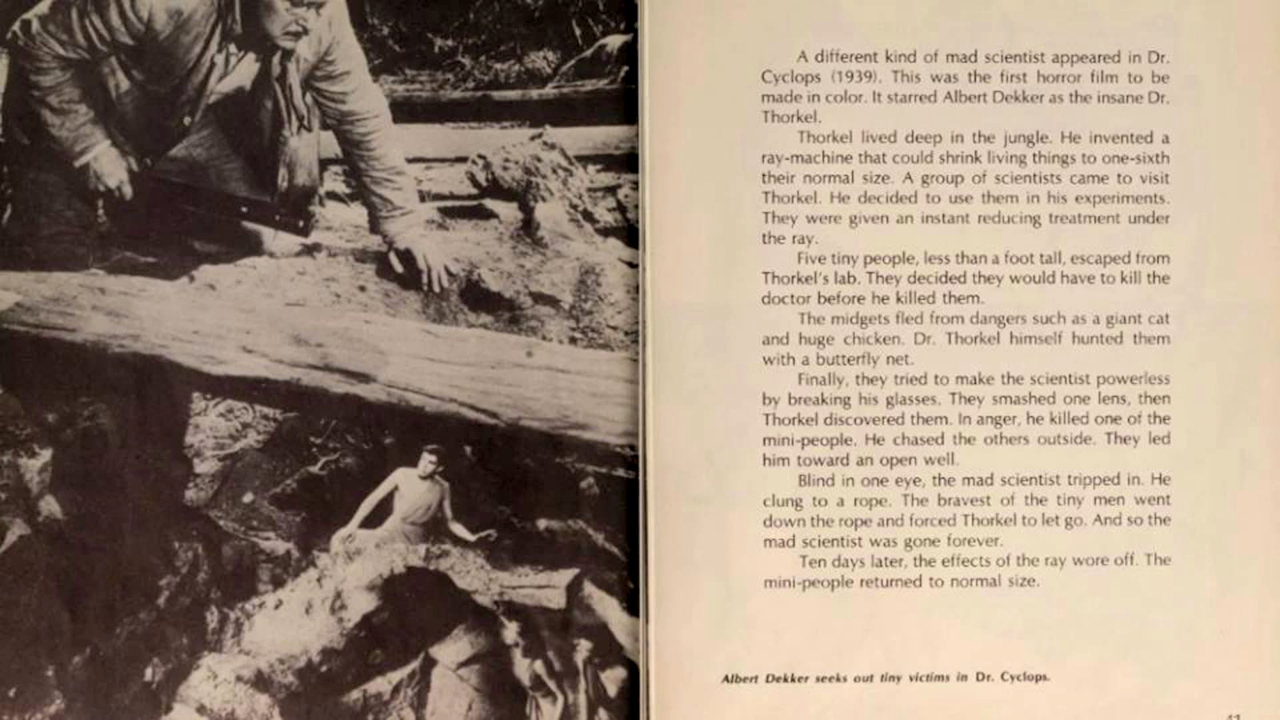 A different kind of mad scientist appeared in Dr.
Cyclops (1939). This was the first horror film to be
made in color. It starred Albert Dekker as the insane Dr.
Thorkel.
Thorkel lived deep in the jungle. He invented a
ray-machine that could shrink living things to one-sixth
their normal size. A group of scientists came to visit
Thorkel. He decided to use them in his experiments.
They were given an instant reducing treatment under
the ray.
Five tiny people, less than a foot tall, escaped from
Thorkel's lab. They decided they would have to kill the
doctor before he killed them.
The midgets fled from dangers such as a giant cat
and huge chicken. Dr. Thorkel himself hunted them
with a butterfly net.
Finally, they tried to make the scientist powerless
by breaking his glasses. They smashed one lens, then
Thorkel discovered them. In anger, he killed one of the
mini-people. He chased the others outside. They led
him toward an open well.
Blind in one eye, the mad scientist tripped in. He
clung to a rope. The bravest of the tiny men went
down the rope and forced Thorkel to let go. And so the
mad scientist was gone forever.
Ten days later, the effects of the ray wore off. The
mini-people returned to normal size.
Albert Dekker seeks out tiny victims in Dr. Cyclops.